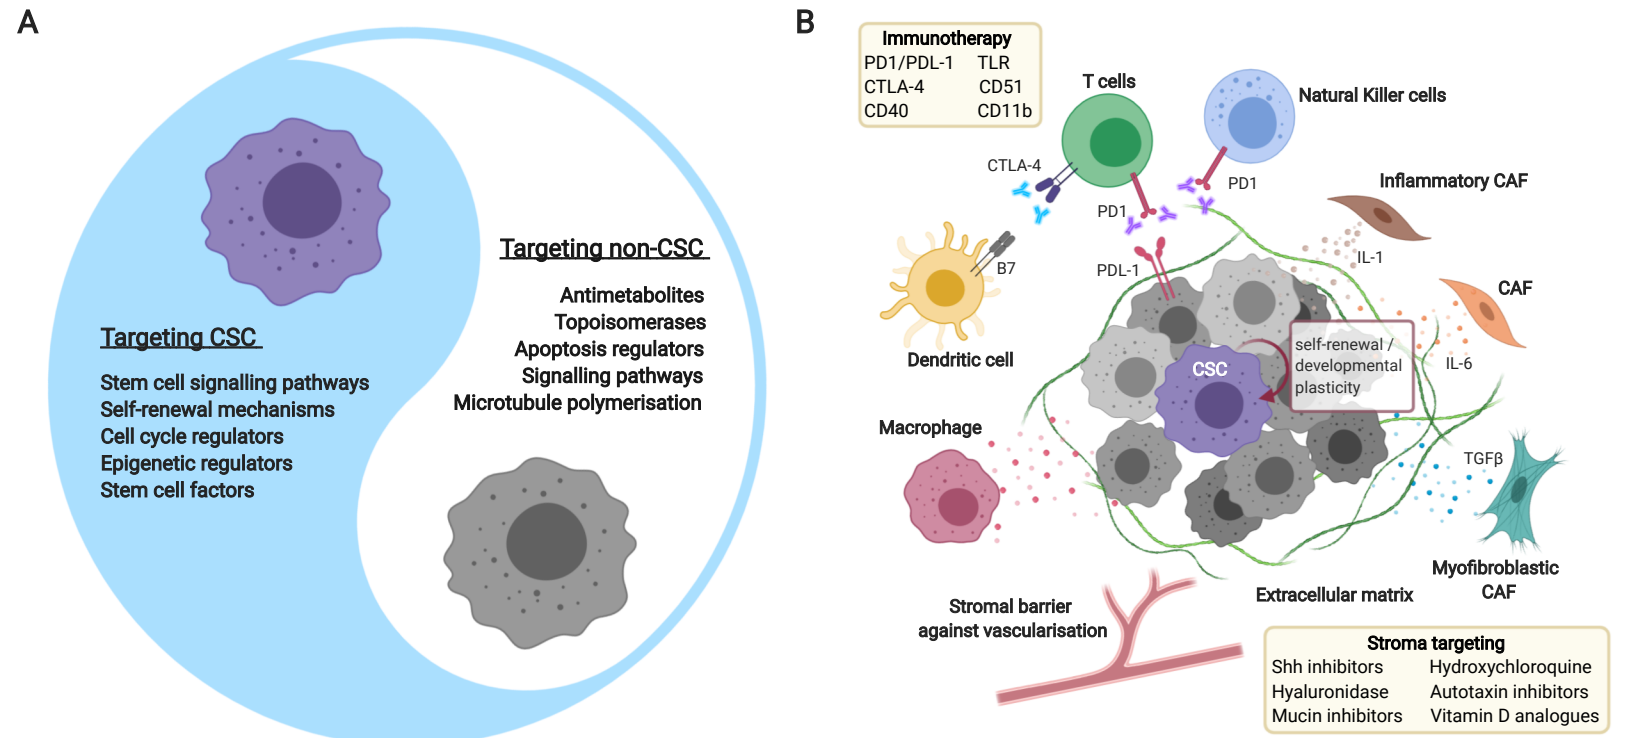 A
Targeting CSC
Stem cell signalling pathways
Self-renewal mechanisms
Cell cycle regulators
Epigenetic regulators
Stem cell factors
Targeting non-CSC
Antimetabolites
Topoisomerases
Apoptosis regulators
Signalling pathways
Microtubule polymerisation
B
Immunotherapy
PD1/PDL-1 TLR
CTLA-4 CD51
CD40 CD11b
T cells
Natural Killer cells
CTLA-4
PD1
PD1
Inflammatory CAF
B7
PDL-1
IL-1
CAF
Dendritic cell
CSC
self-renewal /
developmental
plasticity
IL-6
Macrophage
TGFβ
Myofibroblastic
CAF
Extracellular matrix
Stromal barrier
against vascularisation
Stroma targeting
Shh inhibitors Hydroxychloroquine
Hyaluronidase Autotaxin inhibitors
Mucin inhibitors Vitamin D analogues